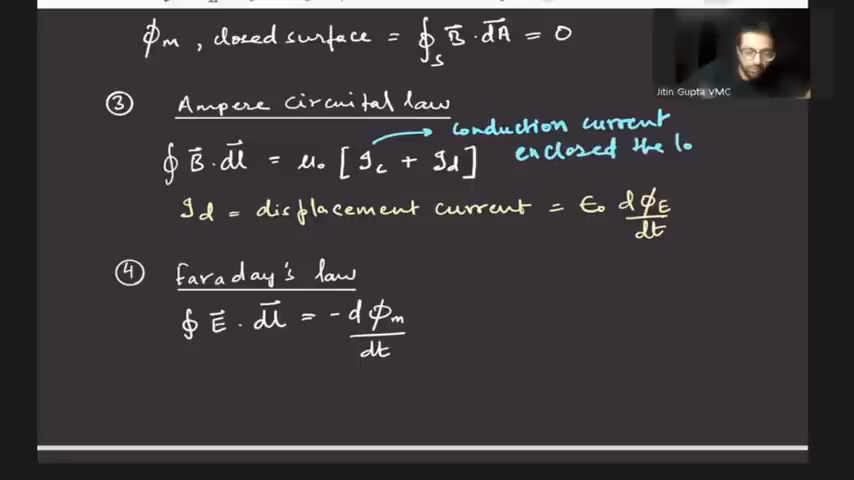 ϕm, closed surface = ∮S B⃗·dA⃗ = 0
Jitin Gupta VMC
③ Ampere circuital law
conduction current
enclosed the lo
∮ B⃗·dl⃗ = μ₀ [Ic + Id]
Id = displacement current = ε₀ dϕE/dt
④ Faraday's law
∮ E⃗ · dl⃗ = -dϕm/dt